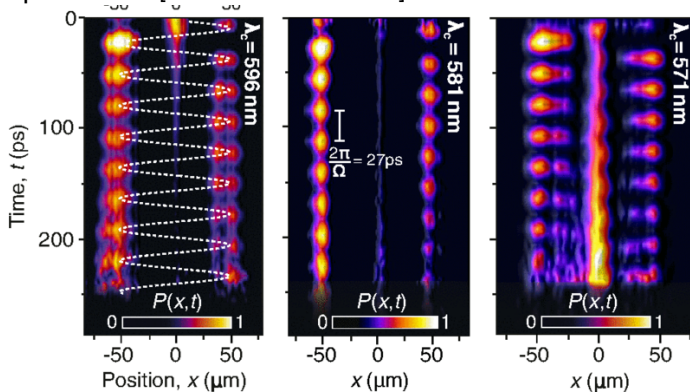 0
100
200
Time, t (ps)
λc = 596 nm
P(x,t)
0 1
-50 0 50
Position, x (μm)
λc = 581 nm
2π/Ω = 27ps
P(x,t)
0 1
-50 0 50
x (μm)
λc = 571 nm
P(x,t)
0 1
-50 0 50
x (μm)